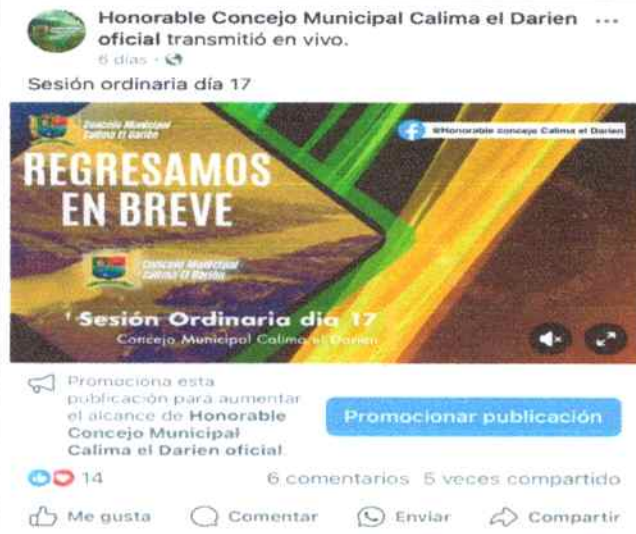 Honorable Concejo Municipal Calima el Darien ...
oficial transmitió en vivo.
6 días ·
Sesión ordinaria día 17
Concejo Municipal
Calima El Darién
@Honorable concejo Calima el Darien
REGRESAMOS
EN BREVE
Concejo Municipal
Calima El Darién
Sesión Ordinaria dia 17
Concejo Municipal Calima el Darien
Promociona esta
publicación para aumentar
el alcance de Honorable
Concejo Municipal
Calima el Darien oficial.
Promocionar publicación
14
6 comentarios 5 veces compartido
Me gusta
Comentar
Enviar
Compartir